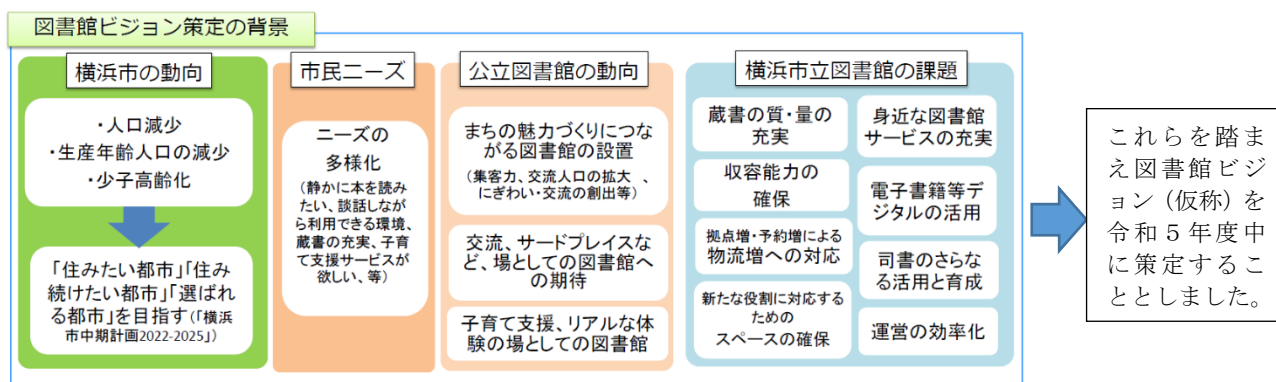 図書館ビジョン策定の背景
横浜市の動向
・人口減少
・生産年齢人口の減少
・少子高齢化
「住みたい都市」「住み
続けたい都市」「選ばれ
る都市」を目指す(「横浜
市中期計画2022-2025」)
市民ニーズ
ニーズの
多様化
(静かに本を読み
たい、談話しなが
ら利用できる環境、
蔵書の充実、子育
て支援サービスが
欲しい、等)
公立図書館の動向
まちの魅力づくりにつな
がる図書館の設置
(集客力、交流人口の拡大 、
にぎわい・交流の創出等)
交流、サードプレイスな
ど、場としての図書館へ
の期待
子育て支援、リアルな体
験の場としての図書館
横浜市立図書館の課題
蔵書の質・量の
充実
収容能力の
確保
拠点増・予約増による
物流増への対応
新たな役割に対応する
ための
スペースの確保
身近な図書館
サービスの充実
電子書籍等デ
ジタルの活用
司書のさらな
る活用と育成
運営の効率化
これらを踏ま
え図書館ビジ
ョン（仮称）を
令和５年度中
に策定するこ
ととしました。